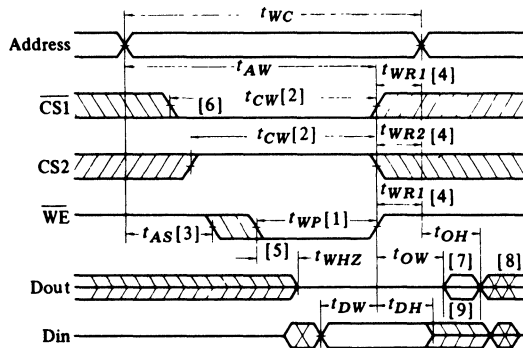 tWC
Address
tAW
tWR1 [4]
CS1
[6]
tCW[2]
tCW[2]
tWR2 [4]
CS2
tWR1 [4]
WE
tAS[3]
tWP [1]
tOH
[5]
tWHZ
tOW
[7]
[8]
Dout
[9]
tDW
tDH
Din